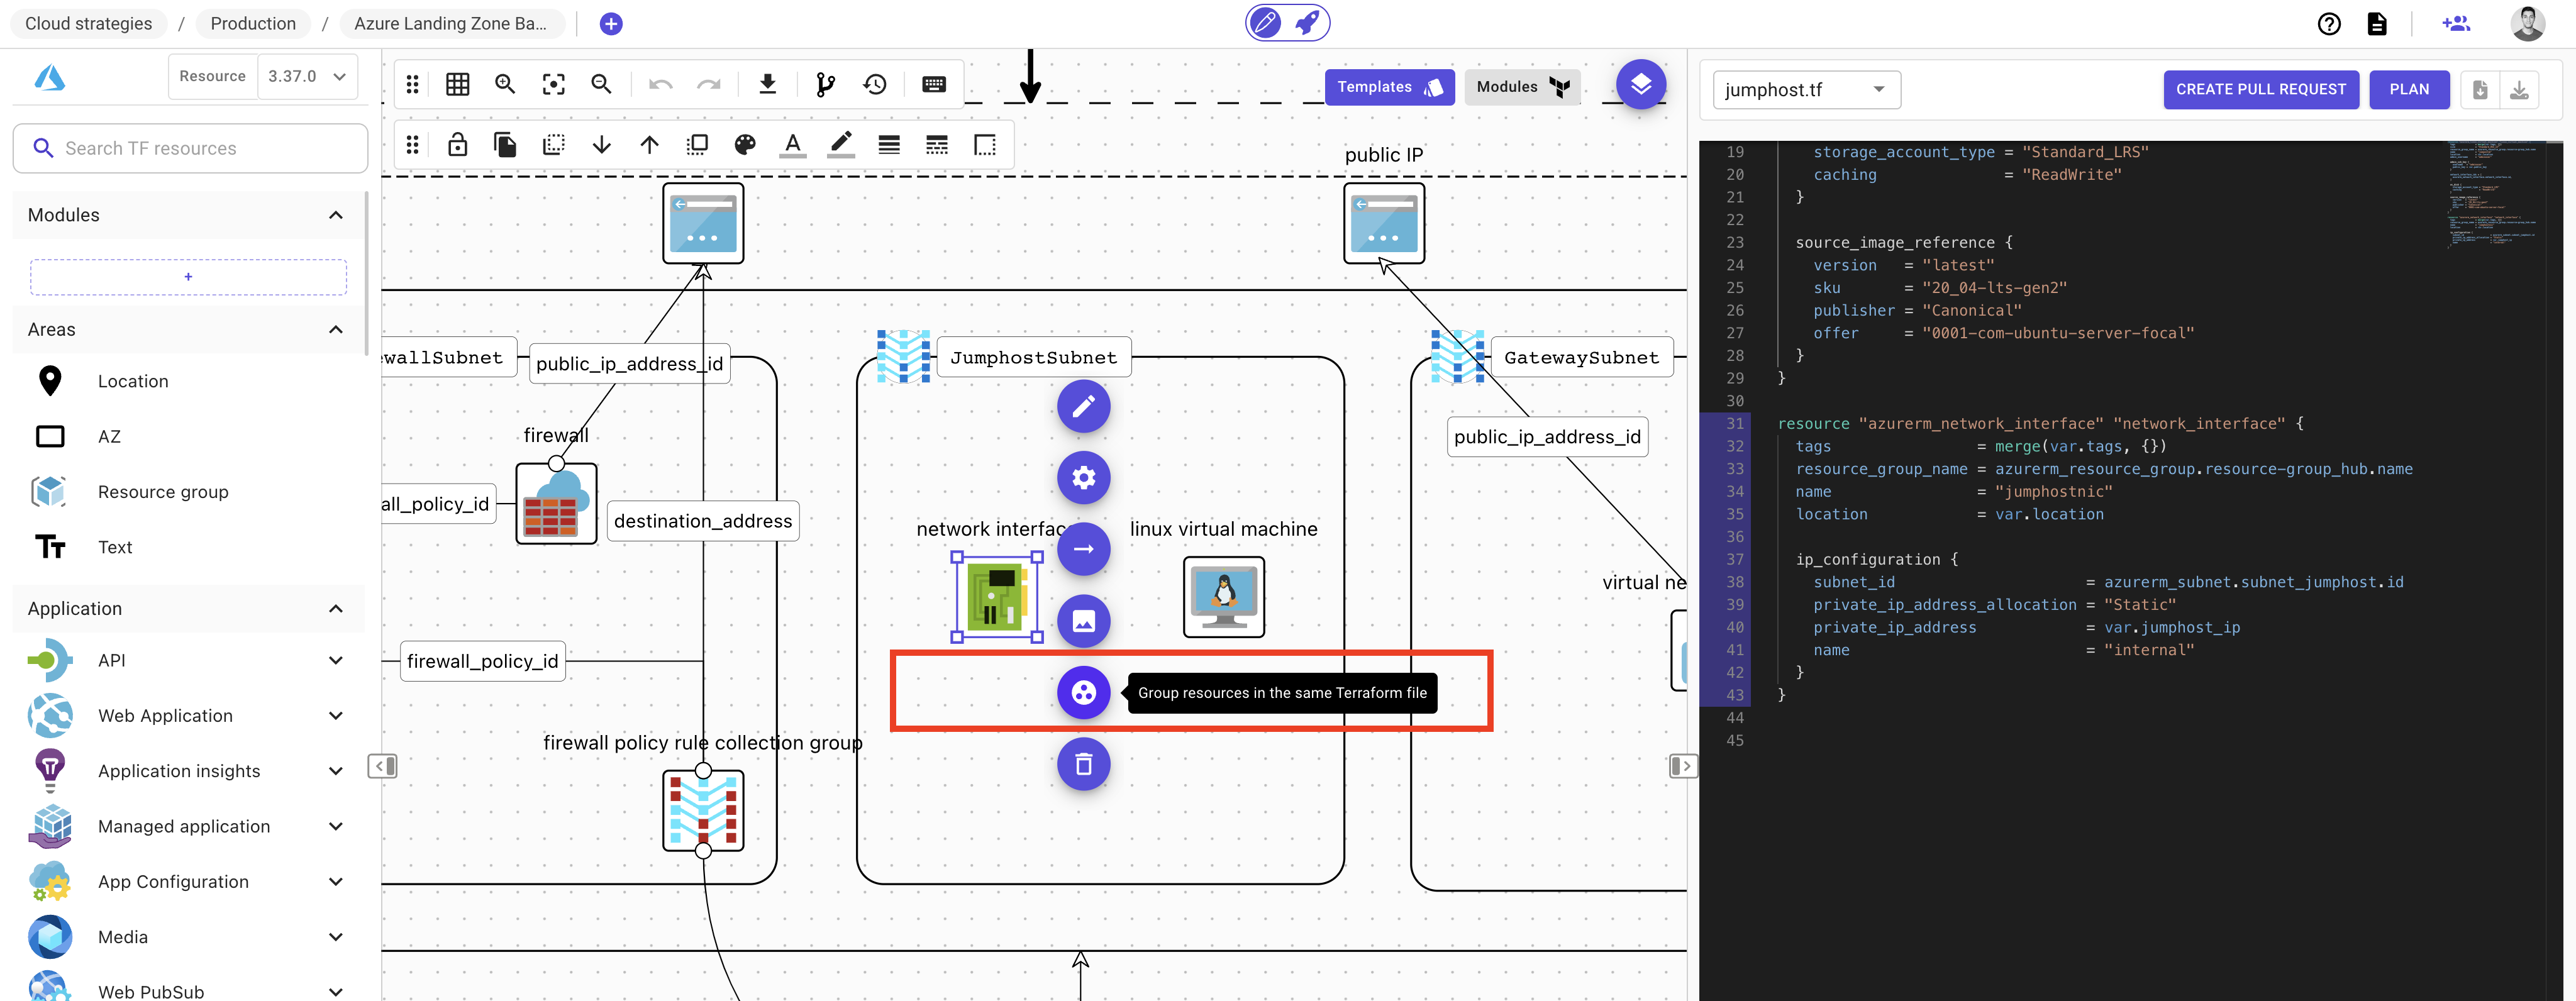 Cloud strategies / Production / Azure Landing Zone Ba...
Resource 3.37.0
Search TF resources
Modules
+
Areas
Location
AZ
Resource group
Text
Application
API
Web Application
Application insights
Managed application
App Configuration
Media
Web PubSub
Templates
Modules
public IP
ewallSubnet
public_ip_address_id
JumphostSubnet
GatewaySubnet
firewall
public_ip_address_id
all_policy_id
destination_address
network interfac
linux virtual machine
virtual ne
firewall_policy_id
Group resources in the same Terraform file
firewall policy rule collection group
jumphost.tf
CREATE PULL REQUEST
PLAN
19 storage_account_type = "Standard_LRS"
20 caching = "ReadWrite"
21 }
22
23 source_image_reference {
24 version = "latest"
25 sku = "20_04-lts-gen2"
26 publisher = "Canonical"
27 offer = "0001-com-ubuntu-server-focal"
28 }
29 }
30
31 resource "azurerm_network_interface" "network_interface" {
32 tags = merge(var.tags, {})
33 resource_group_name = azurerm_resource_group.resource-group_hub.name
34 name = "jumphostnic"
35 location = var.location
36
37 ip_configuration {
38 subnet_id = azurerm_subnet.subnet_jumphost.id
39 private_ip_address_allocation = "Static"
40 private_ip_address = var.jumphost_ip
41 name = "internal"
42 }
43 }
44
45